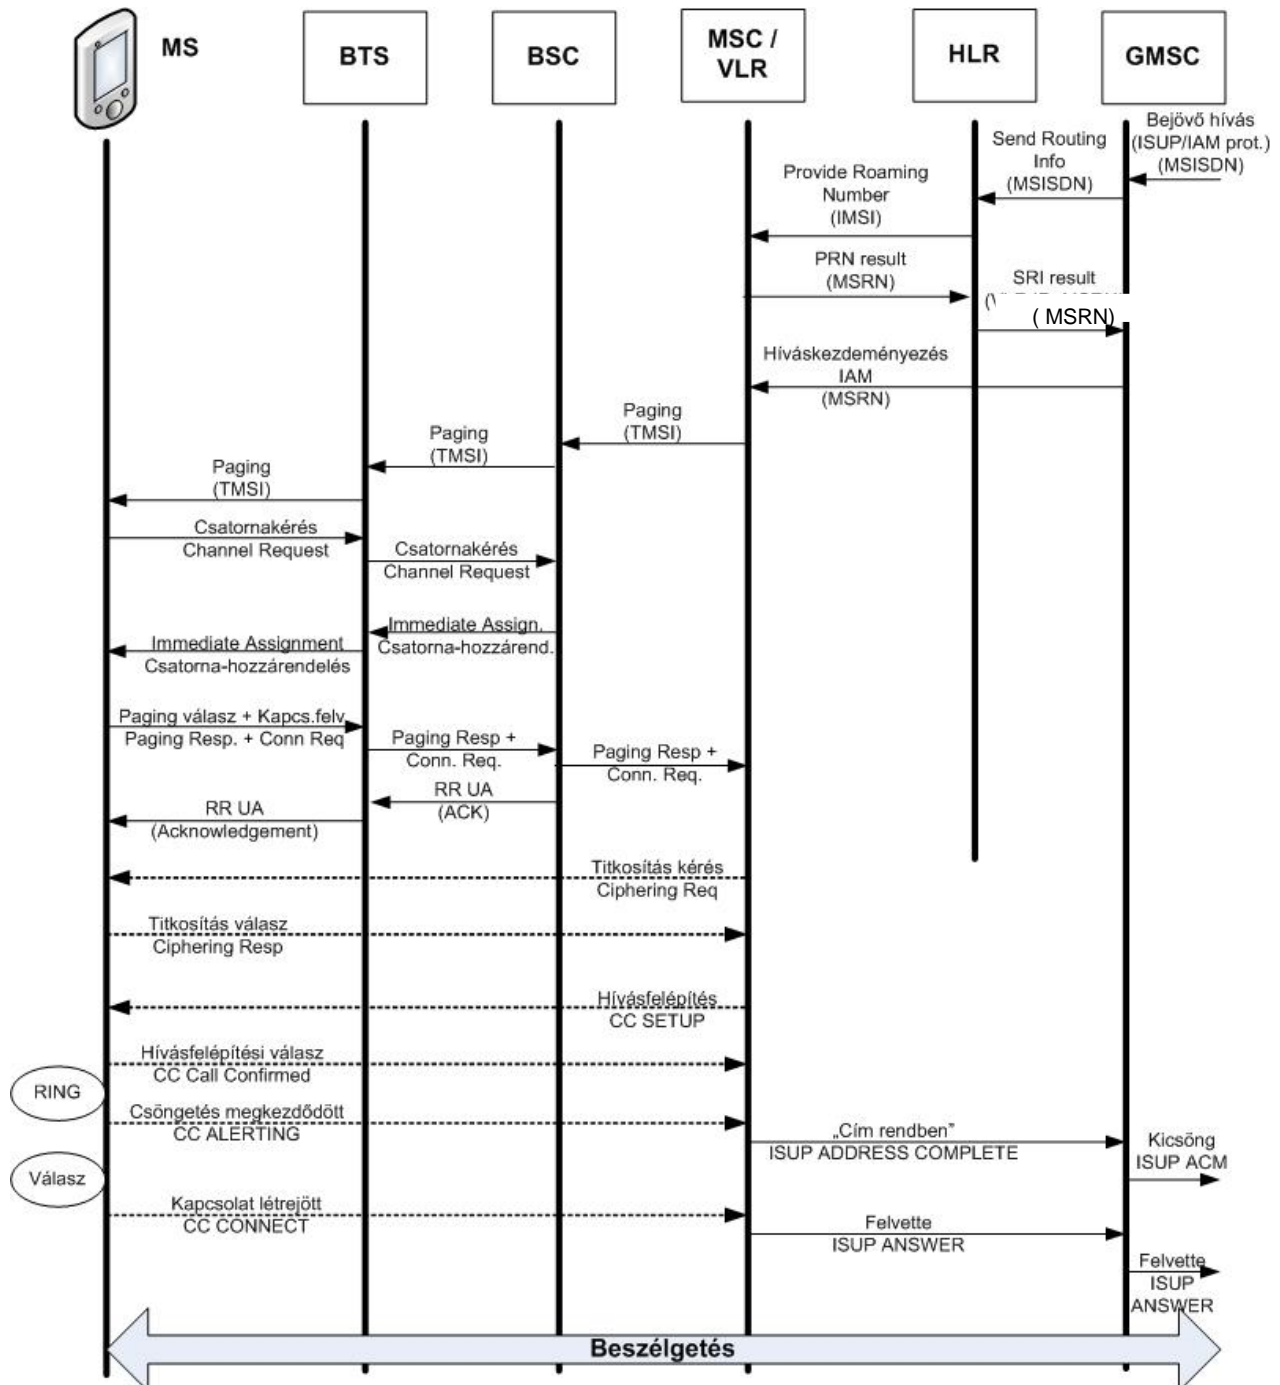 MS
BTS
BSC
MSC /
VLR
HLR
GMSC
Bejövő hívás
(ISUP/IAM prot.)
(MSISDN)
Send Routing
Info
(MSISDN)
Provide Roaming
Number
(IMSI)
PRN result
(MSRN)
SRI result
( MSRN)
Híváskezdeményezés
IAM
(MSRN)
Paging
(TMSI)
Paging
(TMSI)
Paging
(TMSI)
Csatornakérés
Channel Request
Csatornakérés
Channel Request
Immediate Assign.
Csatorna-hozzárend.
Immediate Assignment
Csatorna-hozzárendelés
Paging válasz + Kapcs.felv
Paging Resp. + Conn Req
Paging Resp +
Conn. Req.
Paging Resp +
Conn. Req.
RR UA
(ACK)
RR UA
(Acknowledgement)
Titkosítás kérés
Ciphering Req
Titkosítás válasz
Ciphering Resp
Hívásfelépítés
CC SETUP
Hívásfelépítési válasz
CC Call Confirmed
RING
Csöngetés megkezdődött
CC ALERTING
„Cím rendben”
ISUP ADDRESS COMPLETE
Kicsöng
ISUP ACM
Válasz
Kapcsolat létrejött
CC CONNECT
Felvette
ISUP ANSWER
Felvette
ISUP
ANSWER
Beszélgetés